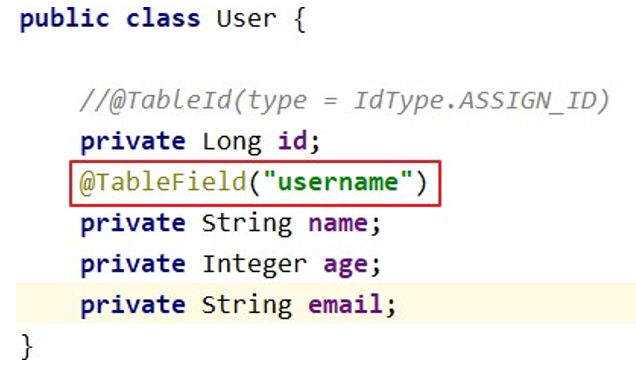 public class User {
//@TableId(type = IdType.ASSIGN_ID)
private Long id;
@TableField("username")
private String name;
private Integer age;
private String email;
}